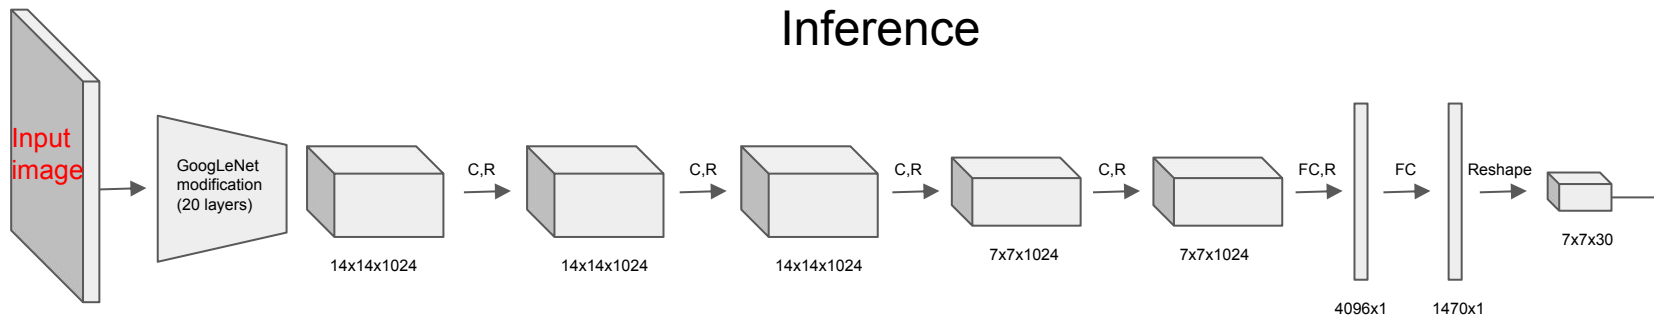 Inference
Input
image
GoogLeNet
modification
(20 layers)
14x14x1024
C,R
14x14x1024
C,R
14x14x1024
C,R
7x7x1024
C,R
7x7x1024
FC,R
4096x1
FC
1470x1
Reshape
7x7x30